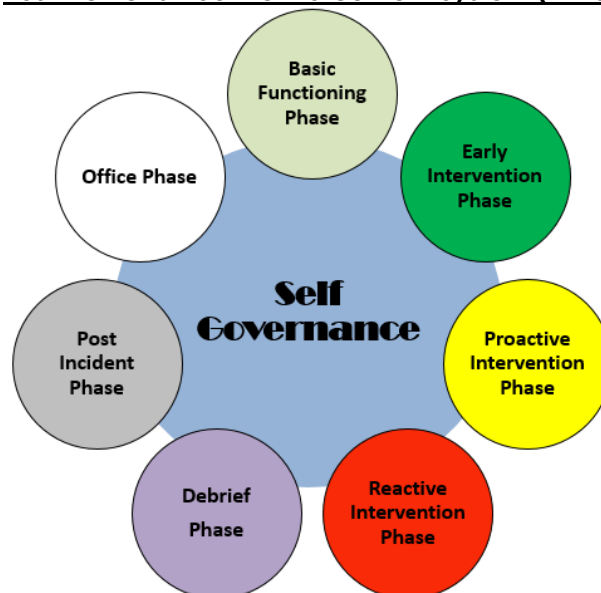 Basic
Functioning
Phase
Office Phase
Early
Intervention
Phase
Self
Governance
Post
Incident
Phase
Proactive
Intervention
Phase
Debrief
Phase
Reactive
Intervention
Phase